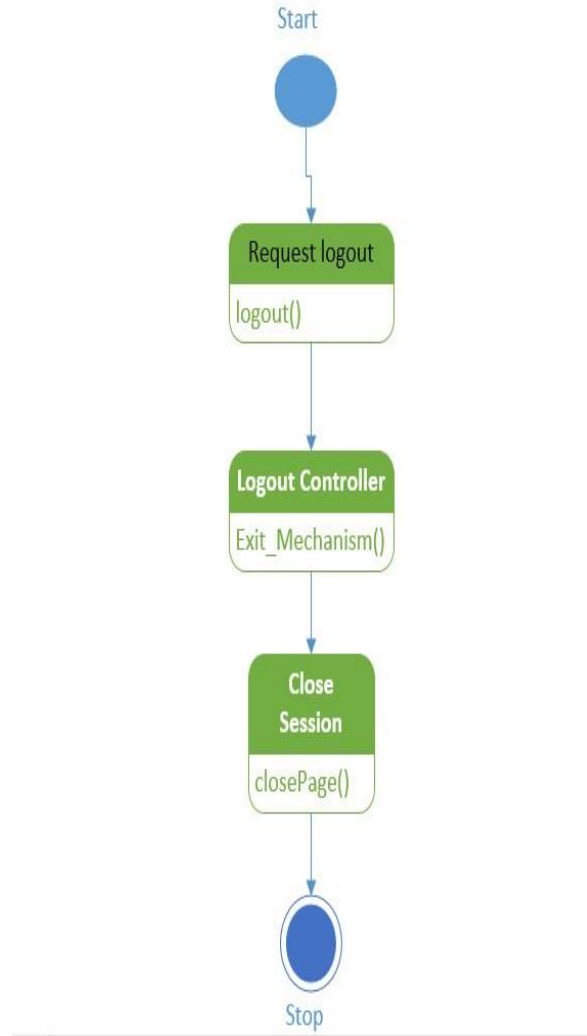 Start
Request logout
logout()
Logout Controller
Exit_Mechanism()
Close
Session
closePage()
Stop